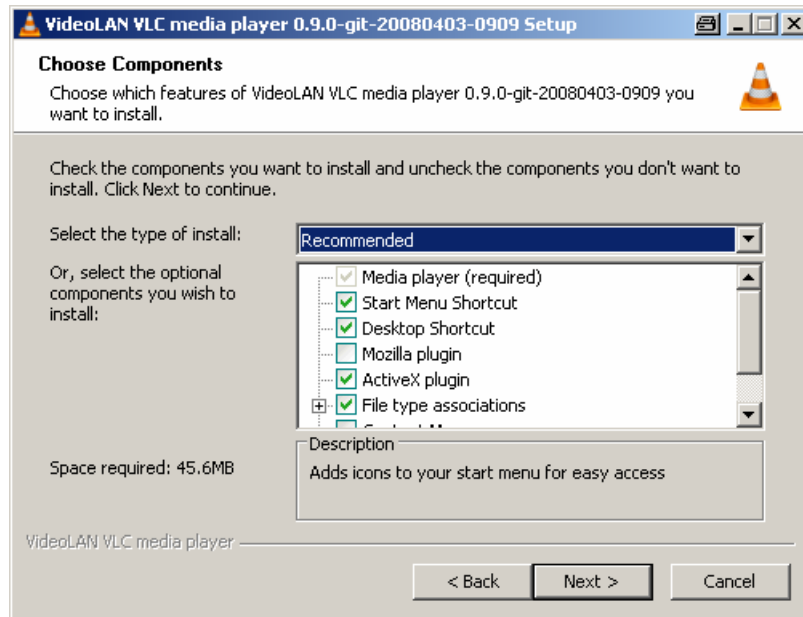 VideoLAN VLC media player 0.9.0-git-20080403-0909 Setup
Choose Components
Choose which features of VideoLAN VLC media player 0.9.0-git-20080403-0909 you
want to install.
Check the components you want to install and uncheck the components you don't want to
install. Click Next to continue.
Select the type of install:
Recommended
Or, select the optional
components you wish to
install:
Media player (required)
Start Menu Shortcut
Desktop Shortcut
Mozilla plugin
ActiveX plugin
File type associations
Space required: 45.6MB
Description
Adds icons to your start menu for easy access
VideoLAN VLC media player
< Back
Next >
Cancel